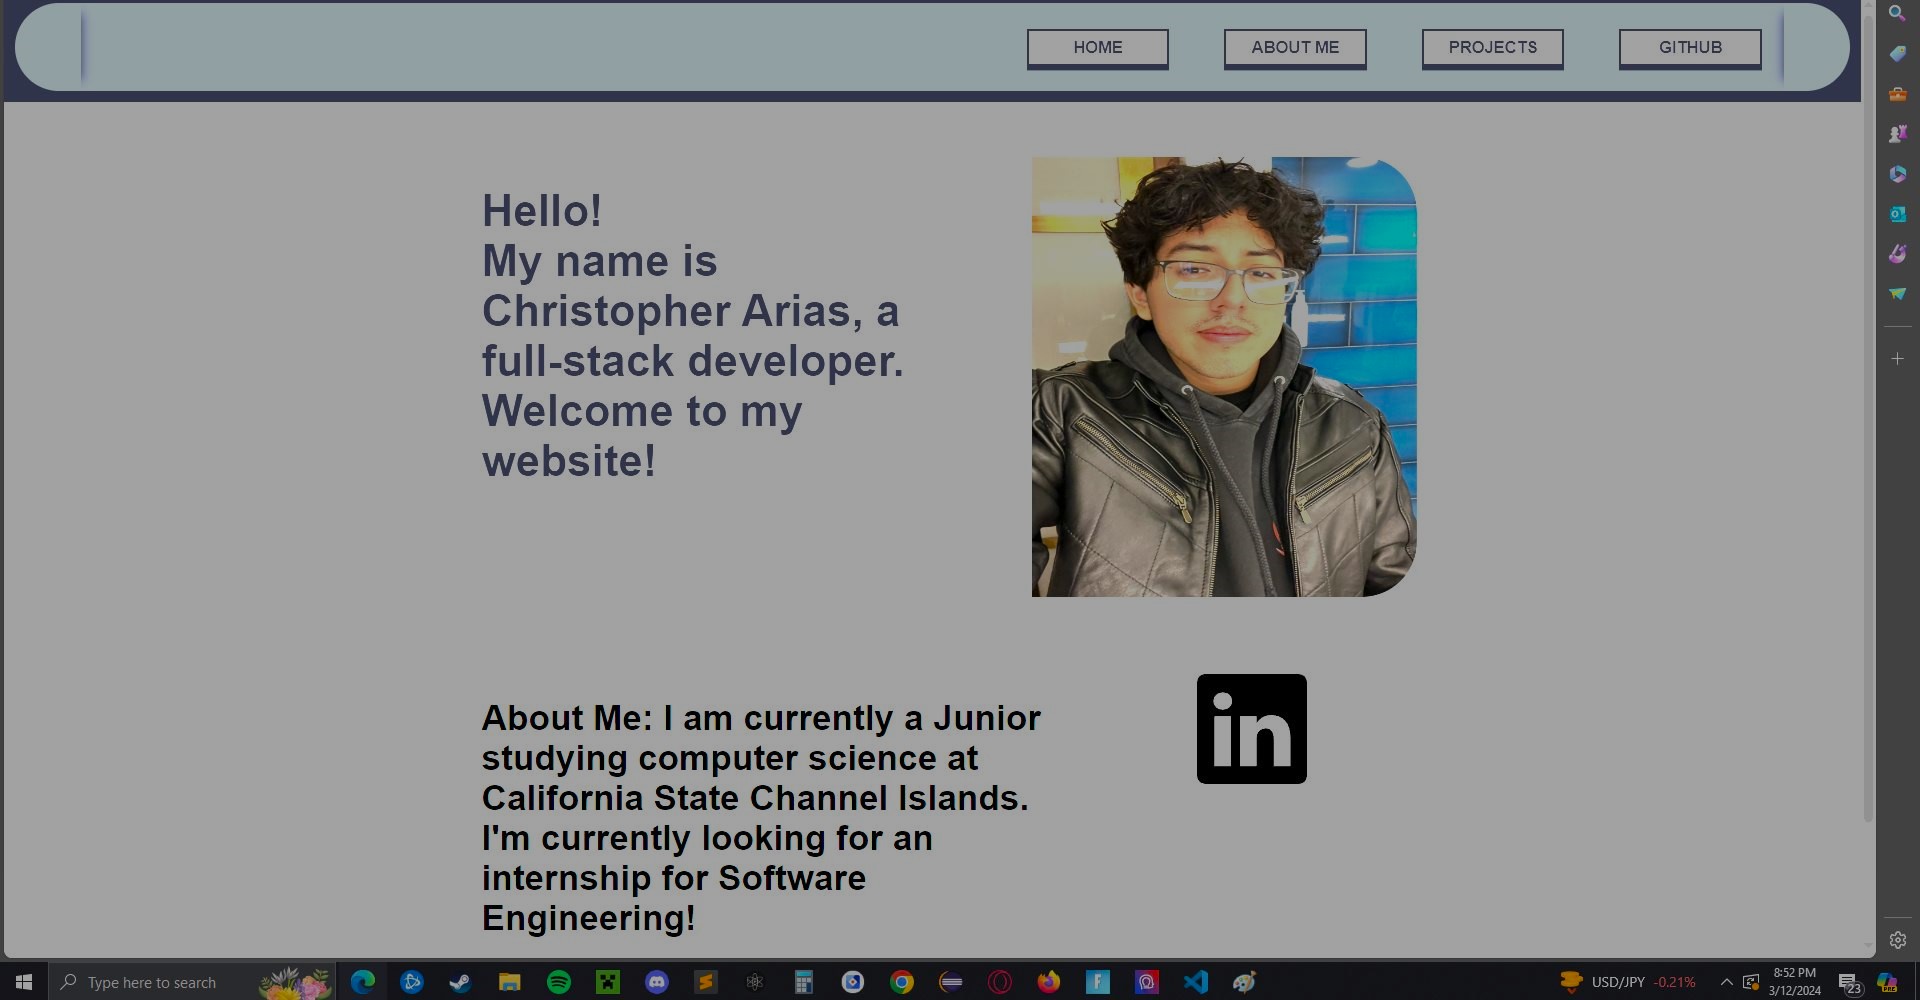 HOME
ABOUT ME
PROJECTS
GITHUB
Hello!
My name is
Christopher Arias, a
full-stack developer.
Welcome to my
website!
in
About Me: I am currently a Junior
studying computer science at
California State Channel Islands.
I'm currently looking for an
internship for Software
Engineering!
Type here to search
USD/JPY -0.21%
8:52 PM
3/12/2024
23
PRE